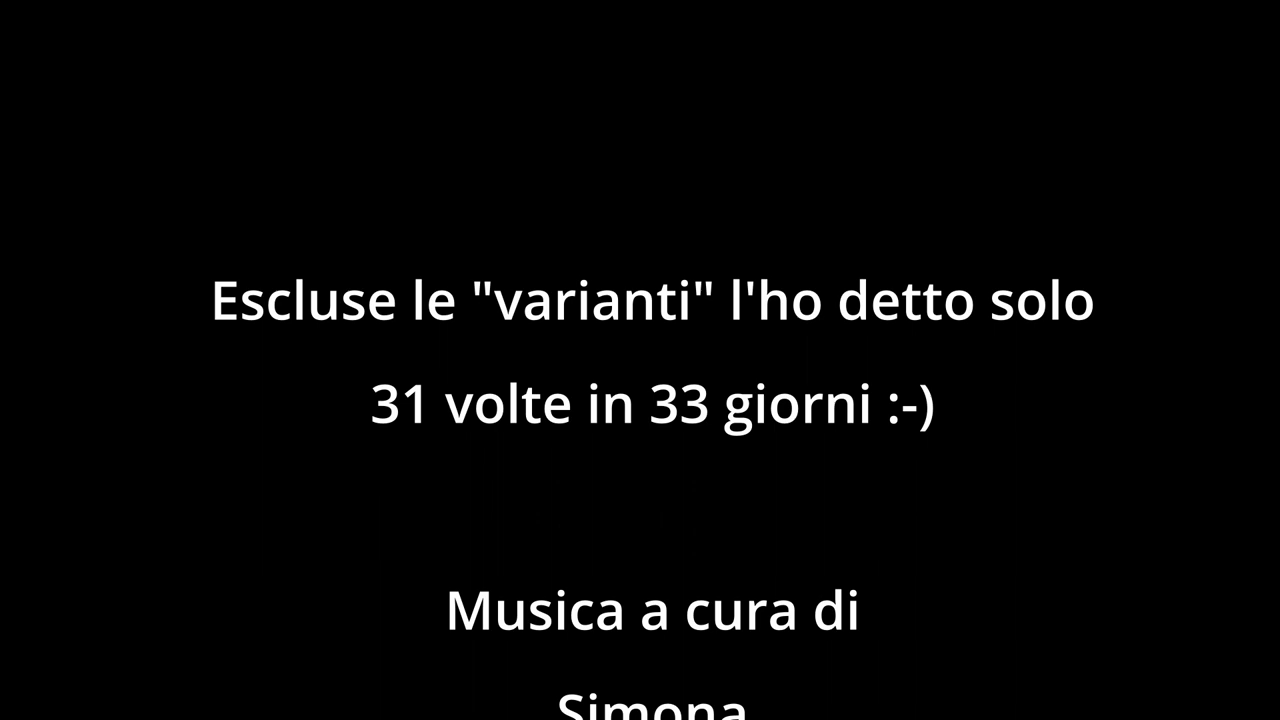 Escluse le "varianti" l'ho detto solo
31 volte in 33 giorni :-)
Musica a cura di
Simona